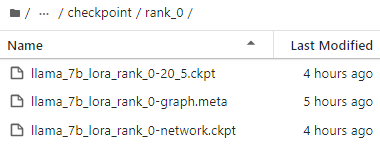 / ... / checkpoint / rank_0 /
Name Last Modified
llama_7b_lora_rank_0-20_5.ckpt 4 hours ago
llama_7b_lora_rank_0-graph.meta 5 hours ago
llama_7b_lora_rank_0-network.ckpt 4 hours ago